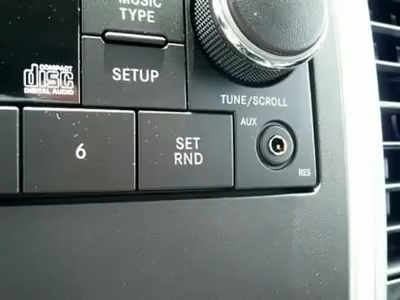 MUSIC
TYPE
COMPACT
disc
DIGITAL AUDIO
SETUP
TUNE/SCROLL
AUX
6
SET
RND
RES